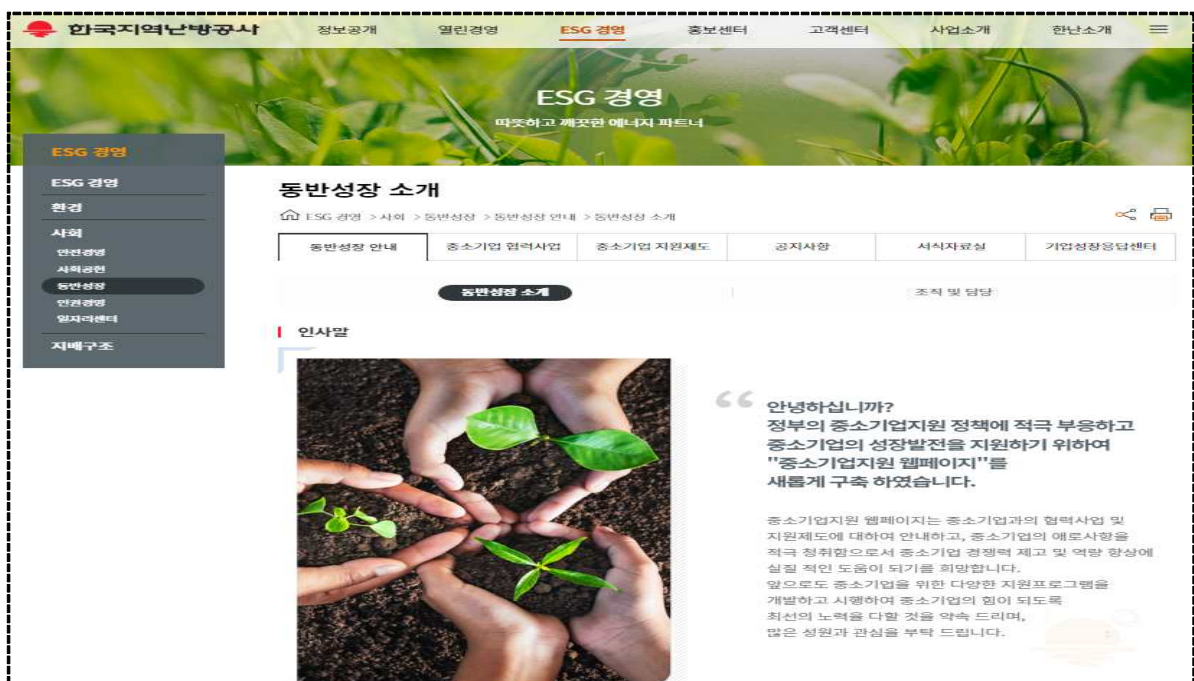 한국지역난방공사
정보공개 열린경영 ESG 경영 홍보센터 고객센터 사업소개 한난소개
ESG 경영
따뜻하고 깨끗한 에너지 파트너
ESG 경영
ESG 경영
환경
사회
안전경영
사회공헌
동반성장
인권경영
일자리센터
지배구조
동반성장 소개
ESG 경영 > 사회 > 동반성장 > 동반성장 안내 > 동반성장 소개
동반성장 안내 중소기업 협력사업 중소기업 지원제도 공지사항 서식자료실 기업성장응답센터
동반성장 소개 조직 및 담당
인사말
“ 안녕하십니까?
정부의 중소기업지원 정책에 적극 부응하고
중소기업의 성장발전을 지원하기 위하여
"중소기업지원 웹페이지"를
새롭게 구축 하였습니다.
중소기업지원 웹페이지는 중소기업과의 협력사업 및
지원제도에 대하여 안내하고, 중소기업의 애로사항을
적극 청취함으로서 중소기업 경쟁력 제고 및 역량 향상에
실질 적인 도움이 되기를 희망합니다.
앞으로도 중소기업을 위한 다양한 지원프로그램을
개발하고 시행하여 중소기업의 힘이 되도록
최선의 노력을 다할 것을 약속 드리며,
많은 성원과 관심을 부탁 드립니다.